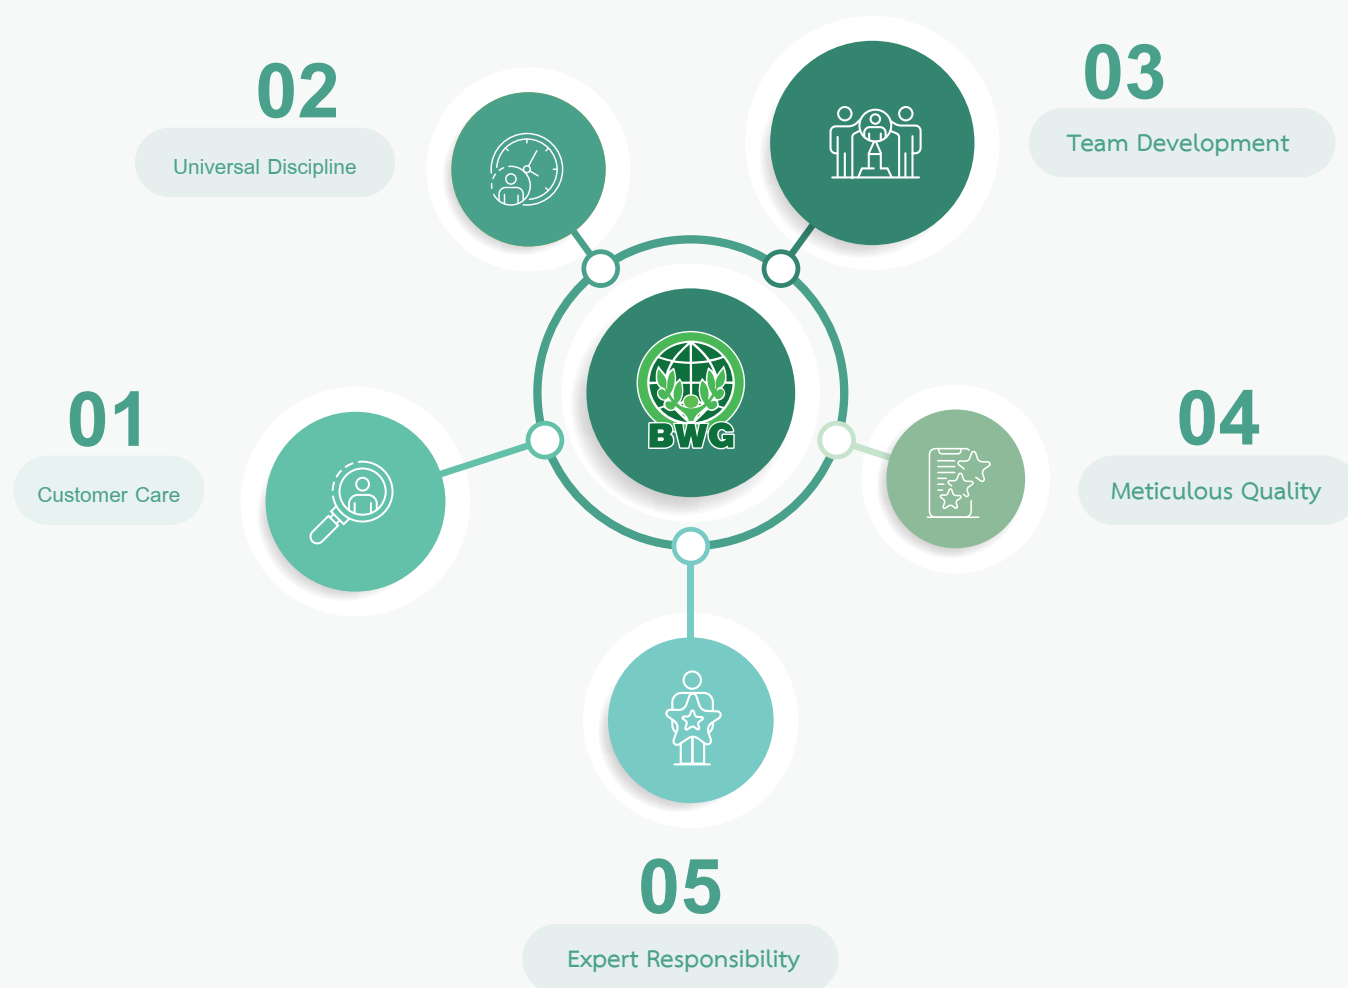 02
Universal Discipline
03
Team Development
01
Customer Care
BWG
04
Meticulous Quality
05
Expert Responsibility